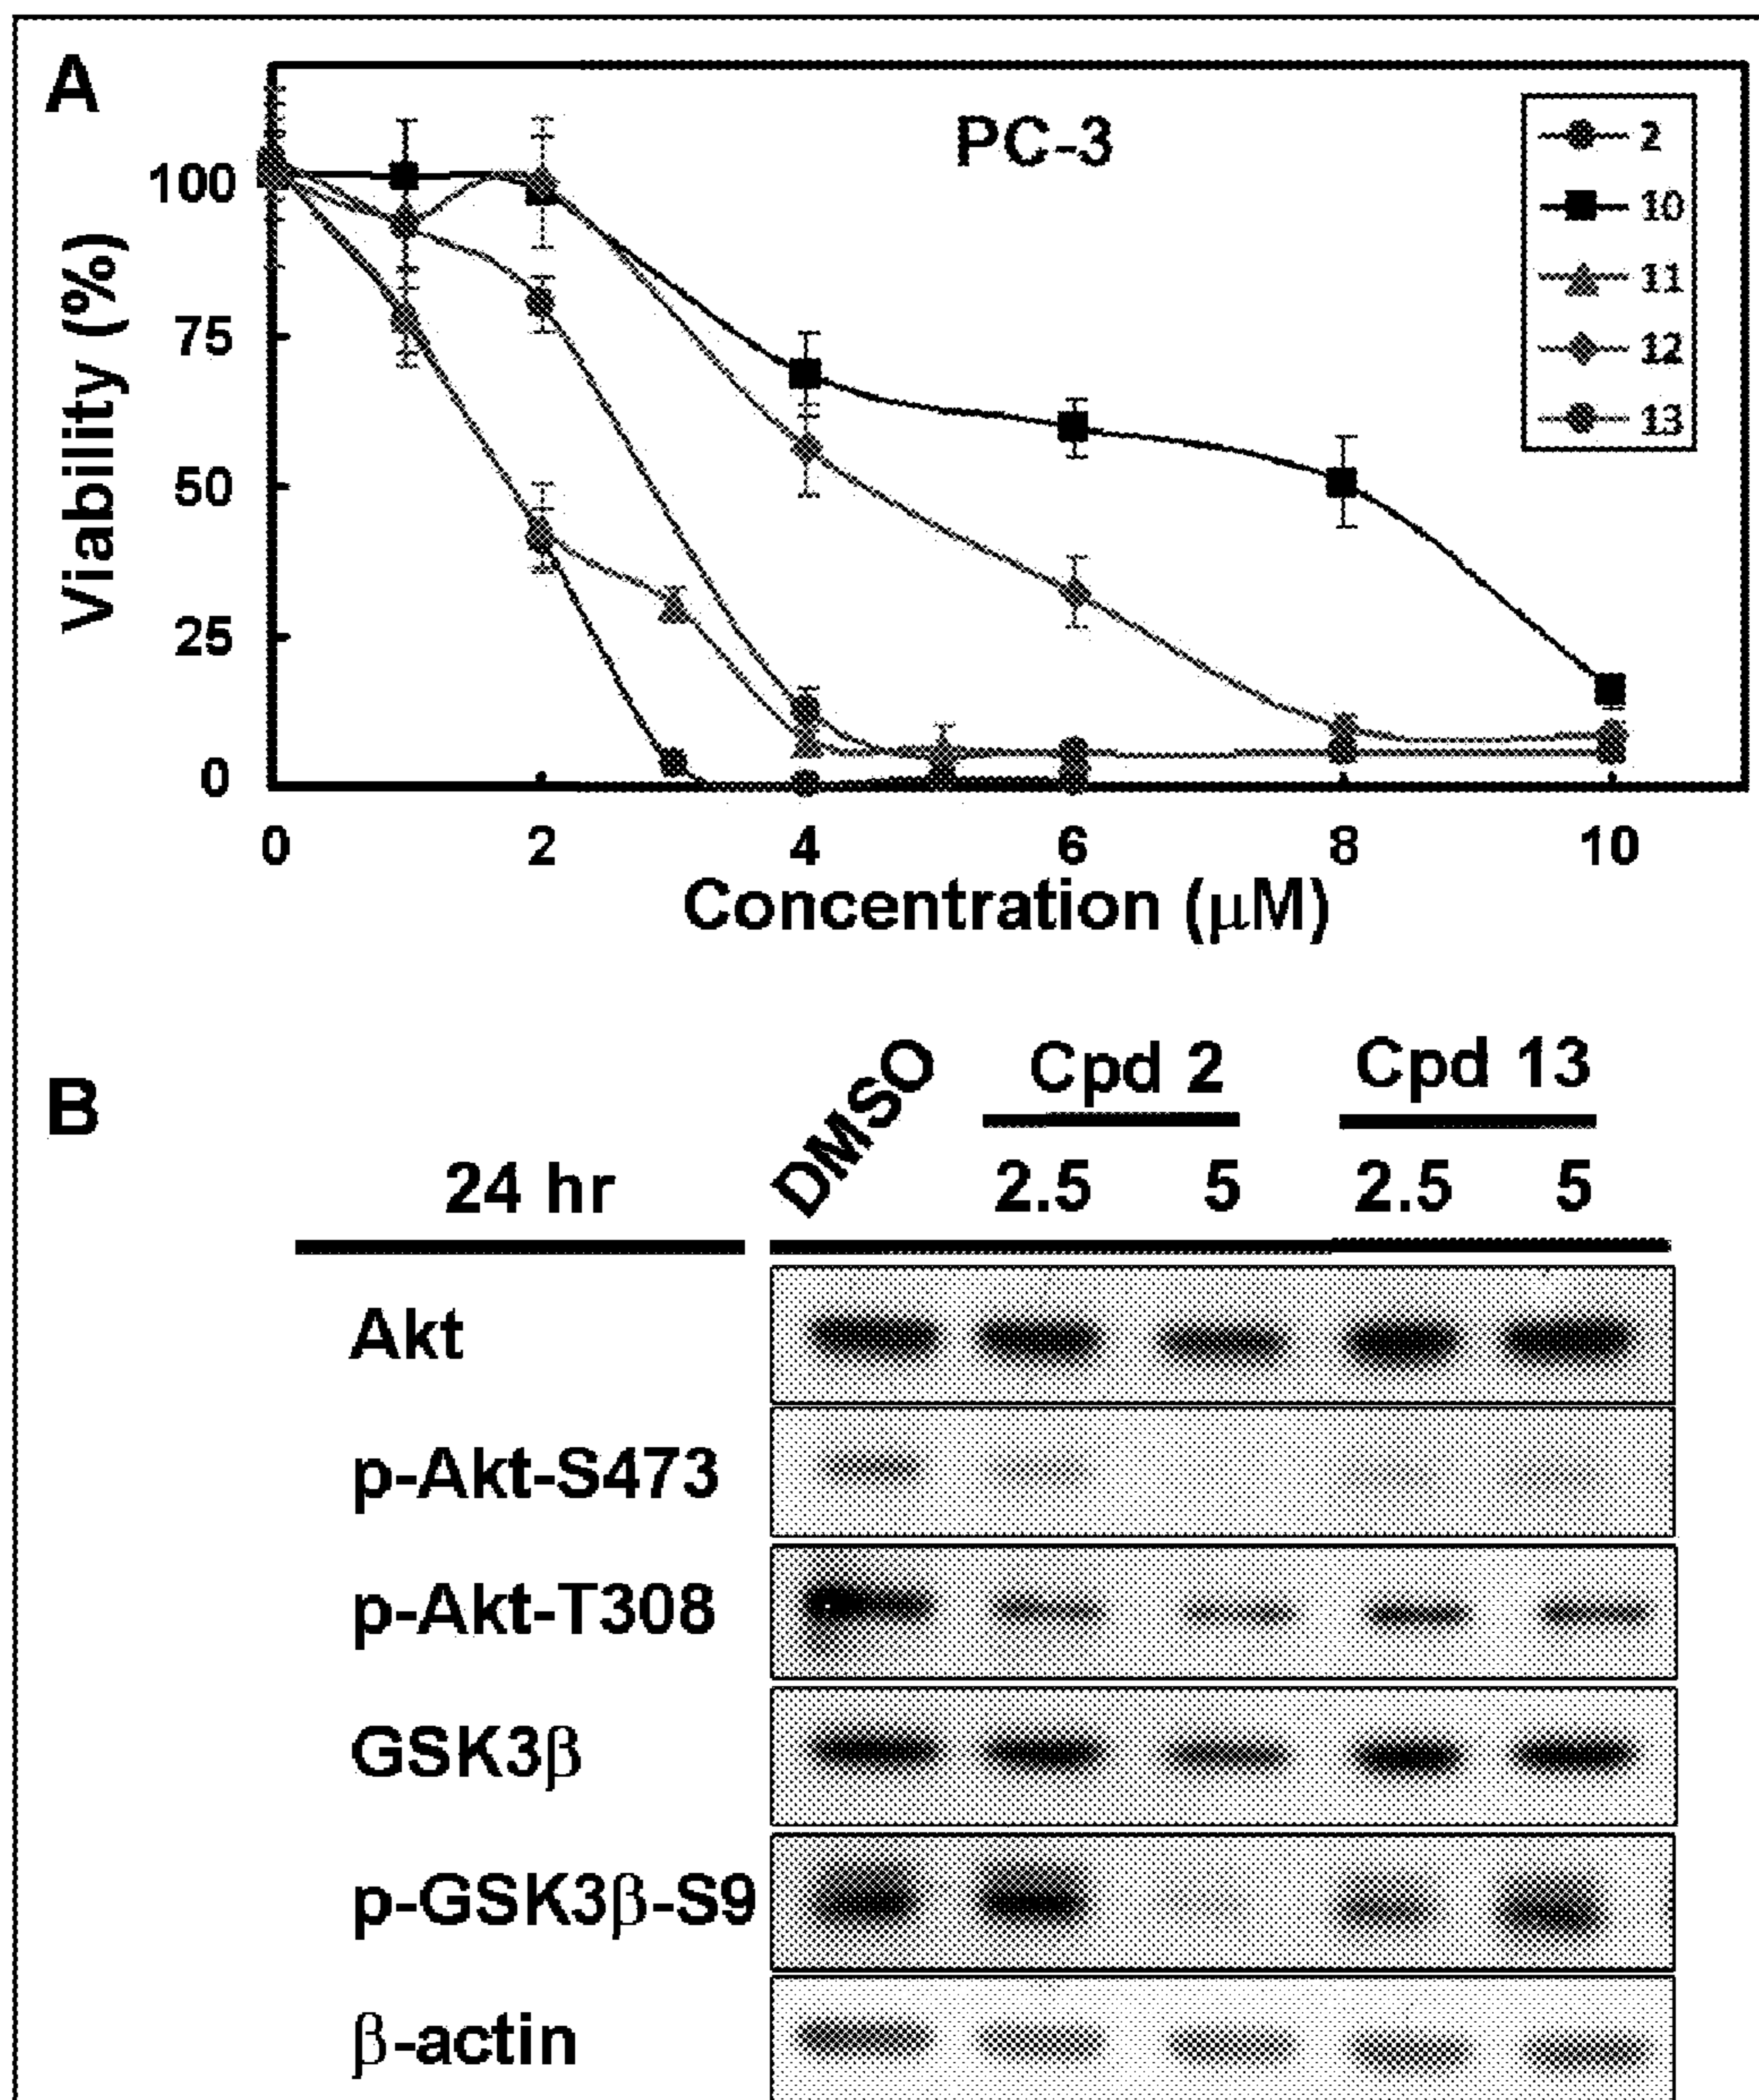 A
PC-3
2
10
11
12
13
100
75
50
25
0
Viability (%)
0 2 4 6 8 10
Concentration (μM)
B
DMSO
Cpd 2 Cpd 13
24 hr 2.5 5 2.5 5
Akt
p-Akt-S473
p-Akt-T308
GSK3β
p-GSK3β-S9
β-actin